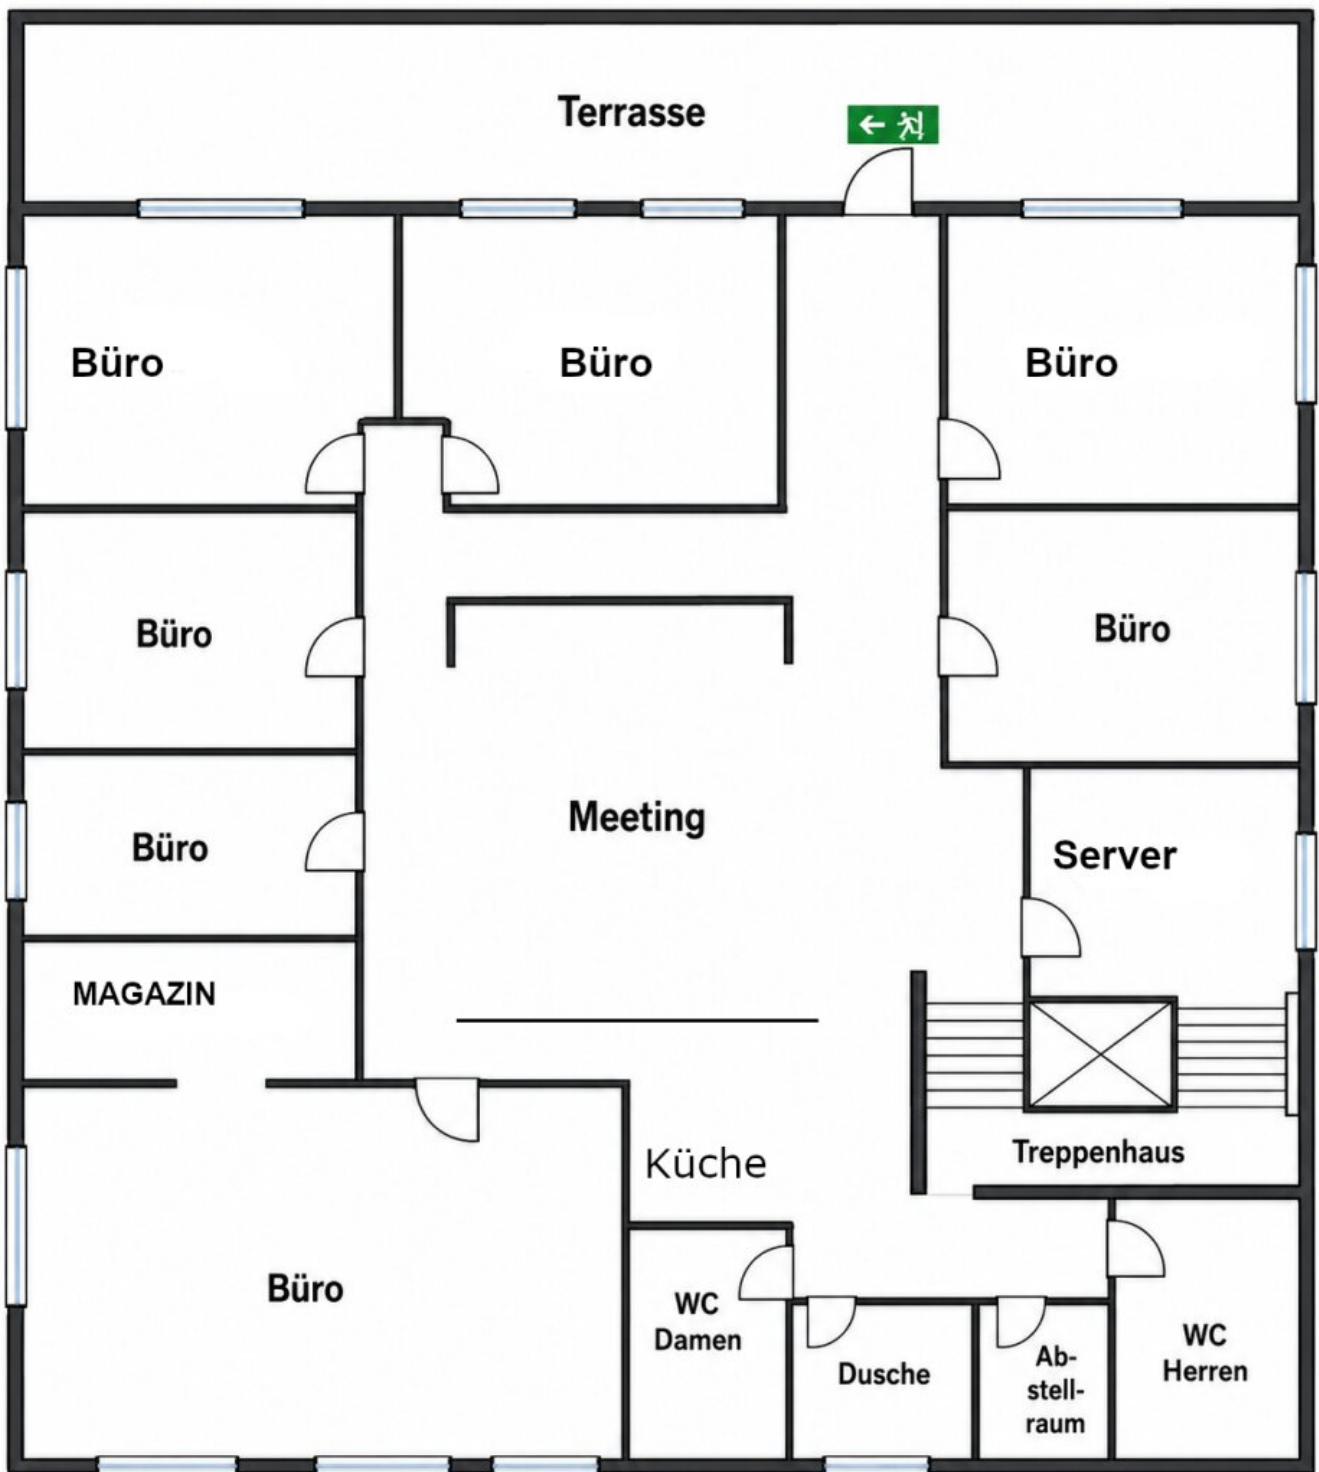 Terrasse
Büro
Büro
Büro
Büro
Büro
Büro
Meeting
Server
MAGAZIN
Küche
Treppenhaus
Büro
WC
Damen
Dusche
Ab-
stell-
raum
WC
Herren